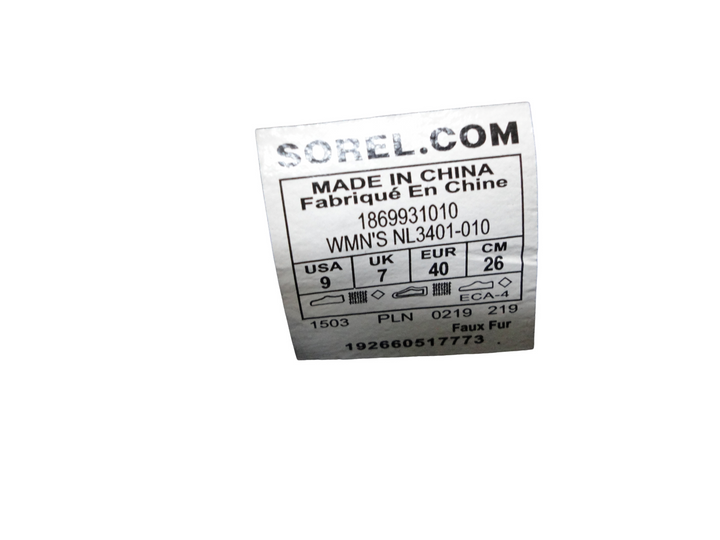 SOREL.COM
MADE IN CHINA
Fabriqué En Chine
1869931010
WMN'S NL3401-010
USA UK EUR CM
9 7 40 26
ECA-4
1503 PLN 0219 219
Faux Fur
192660517773